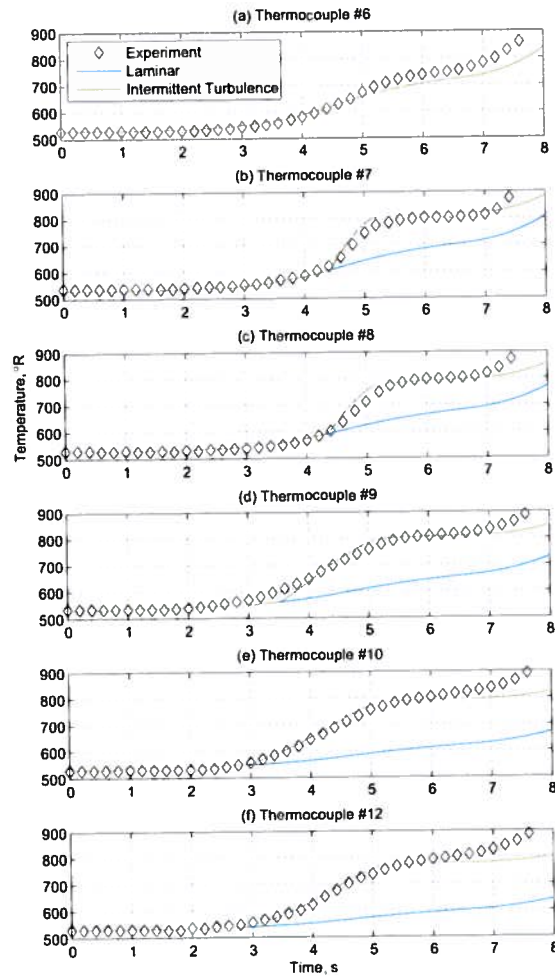 (a) Thermocouple #6
900
800
700
600
500
Experiment
Laminar
Intermittent Turbulence
0 1 2 3 4 5 6 7 8
(b) Thermocouple #7
900
800
700
600
500
0 1 2 3 4 5 6 7 8
(c) Thermocouple #8
900
800
700
600
500
0 1 2 3 4 5 6 7 8
Temperature, °R
(d) Thermocouple #9
900
800
700
600
500
0 1 2 3 4 5 6 7 8
(e) Thermocouple #10
900
800
700
600
500
0 1 2 3 4 5 6 7 8
(f) Thermocouple #12
900
800
700
600
500
0 1 2 3 4 5 6 7 8
Time, s